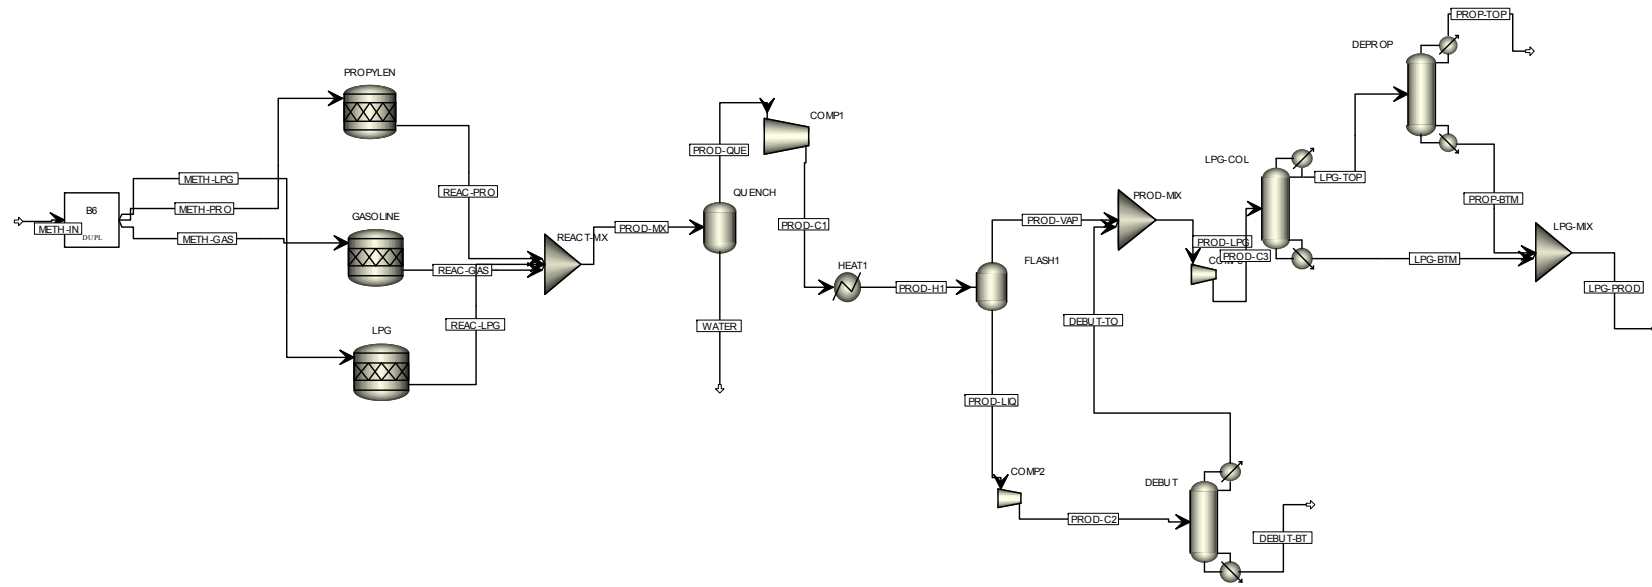 PROP-TOP
DEPROP
PROPYLEN
COMP1
PROD-QUE
LPG-COL
LPG-TOP
METH-LPG
REAC-PRO
QUENCH
PROD-MIX
PROP-BTM
B6
METH-PRO
GASOLINE
METH-IN
DUPL
METH-GAS
REACT-MX
PROD-MX
PROD-C1
PROD-VAP
LPG-MIX
PROD-LPG
PROD-C3
REAC-GAS
HEAT1
FLASH1
LPG-BTM
PROD-H1
LPG-PROD
LPG
REAC-LPG
WATER
DEBUT-TO
PROD-LIQ
COMP2
DEBUT
PROD-C2
DEBUT-BT